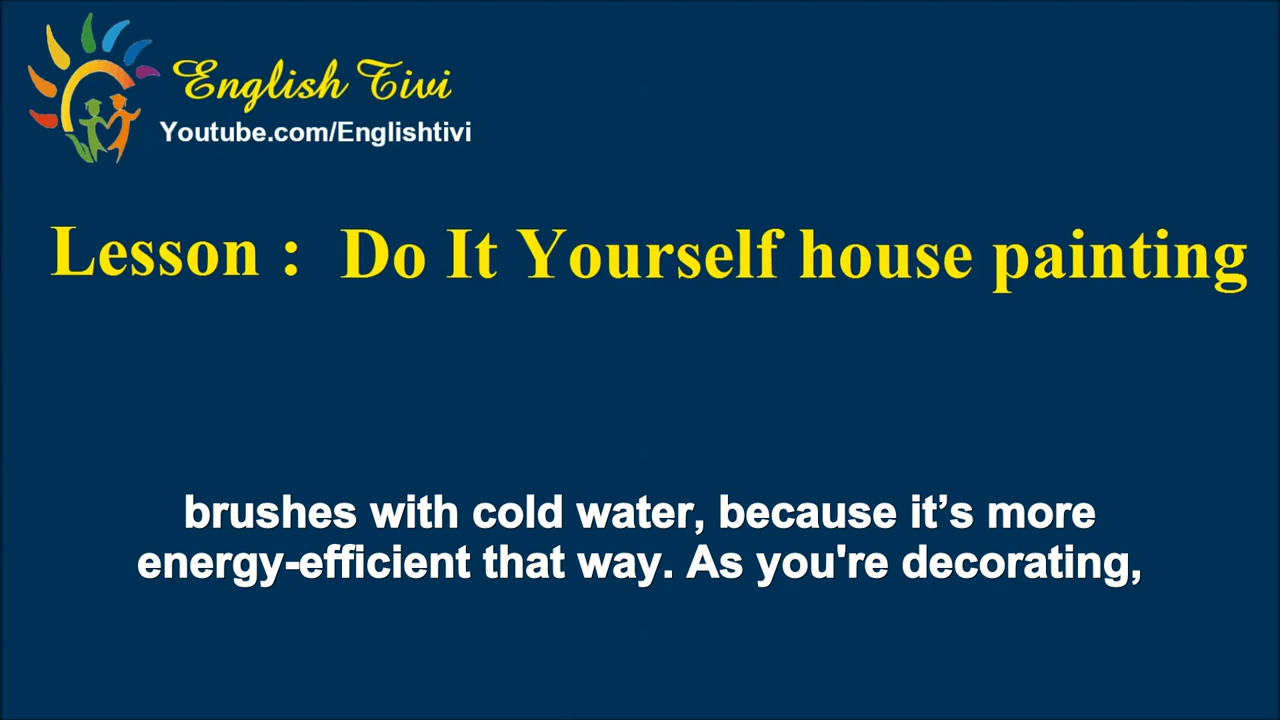 English Tivi
Youtube.com/Englishtivi
Lesson : Do It Yourself house painting
brushes with cold water, because it’s more
energy-efficient that way. As you're decorating,